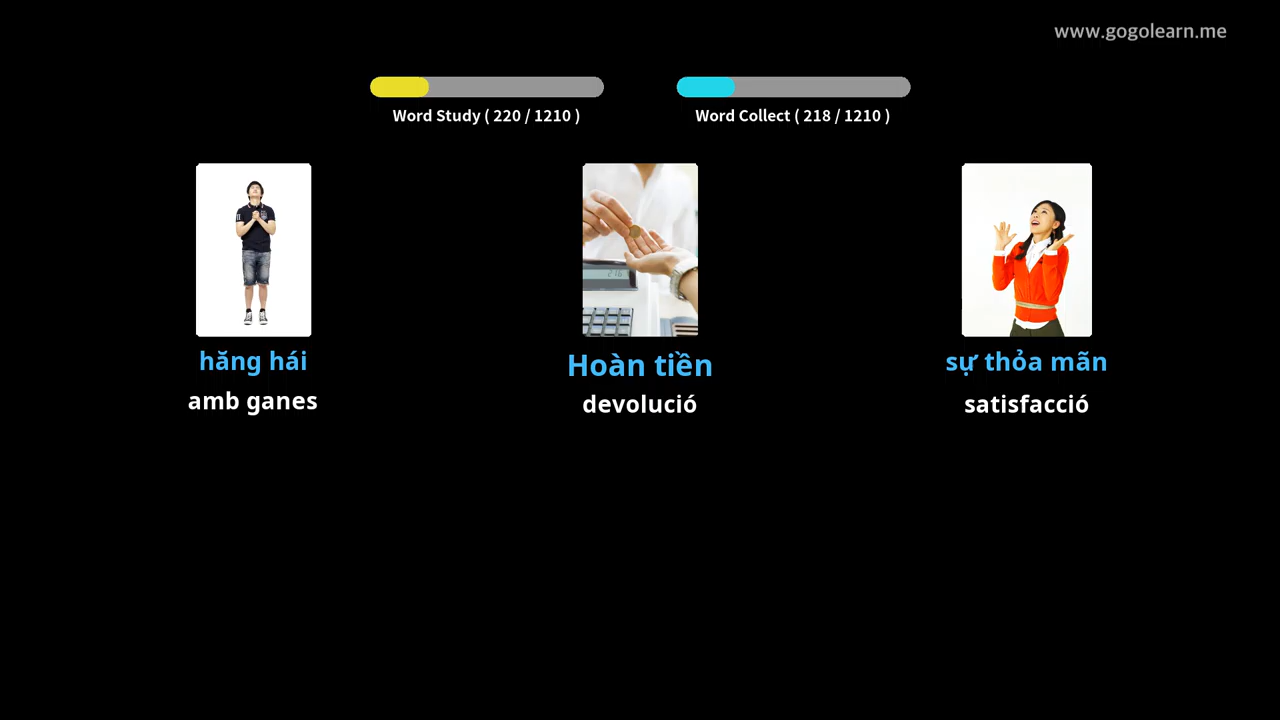 www.gogolearn.me
Word Study ( 220 / 1210 )
Word Collect ( 218 / 1210 )
hăng hái
amb ganes
Hoàn tiền
devolució
sự thỏa mãn
satisfacció